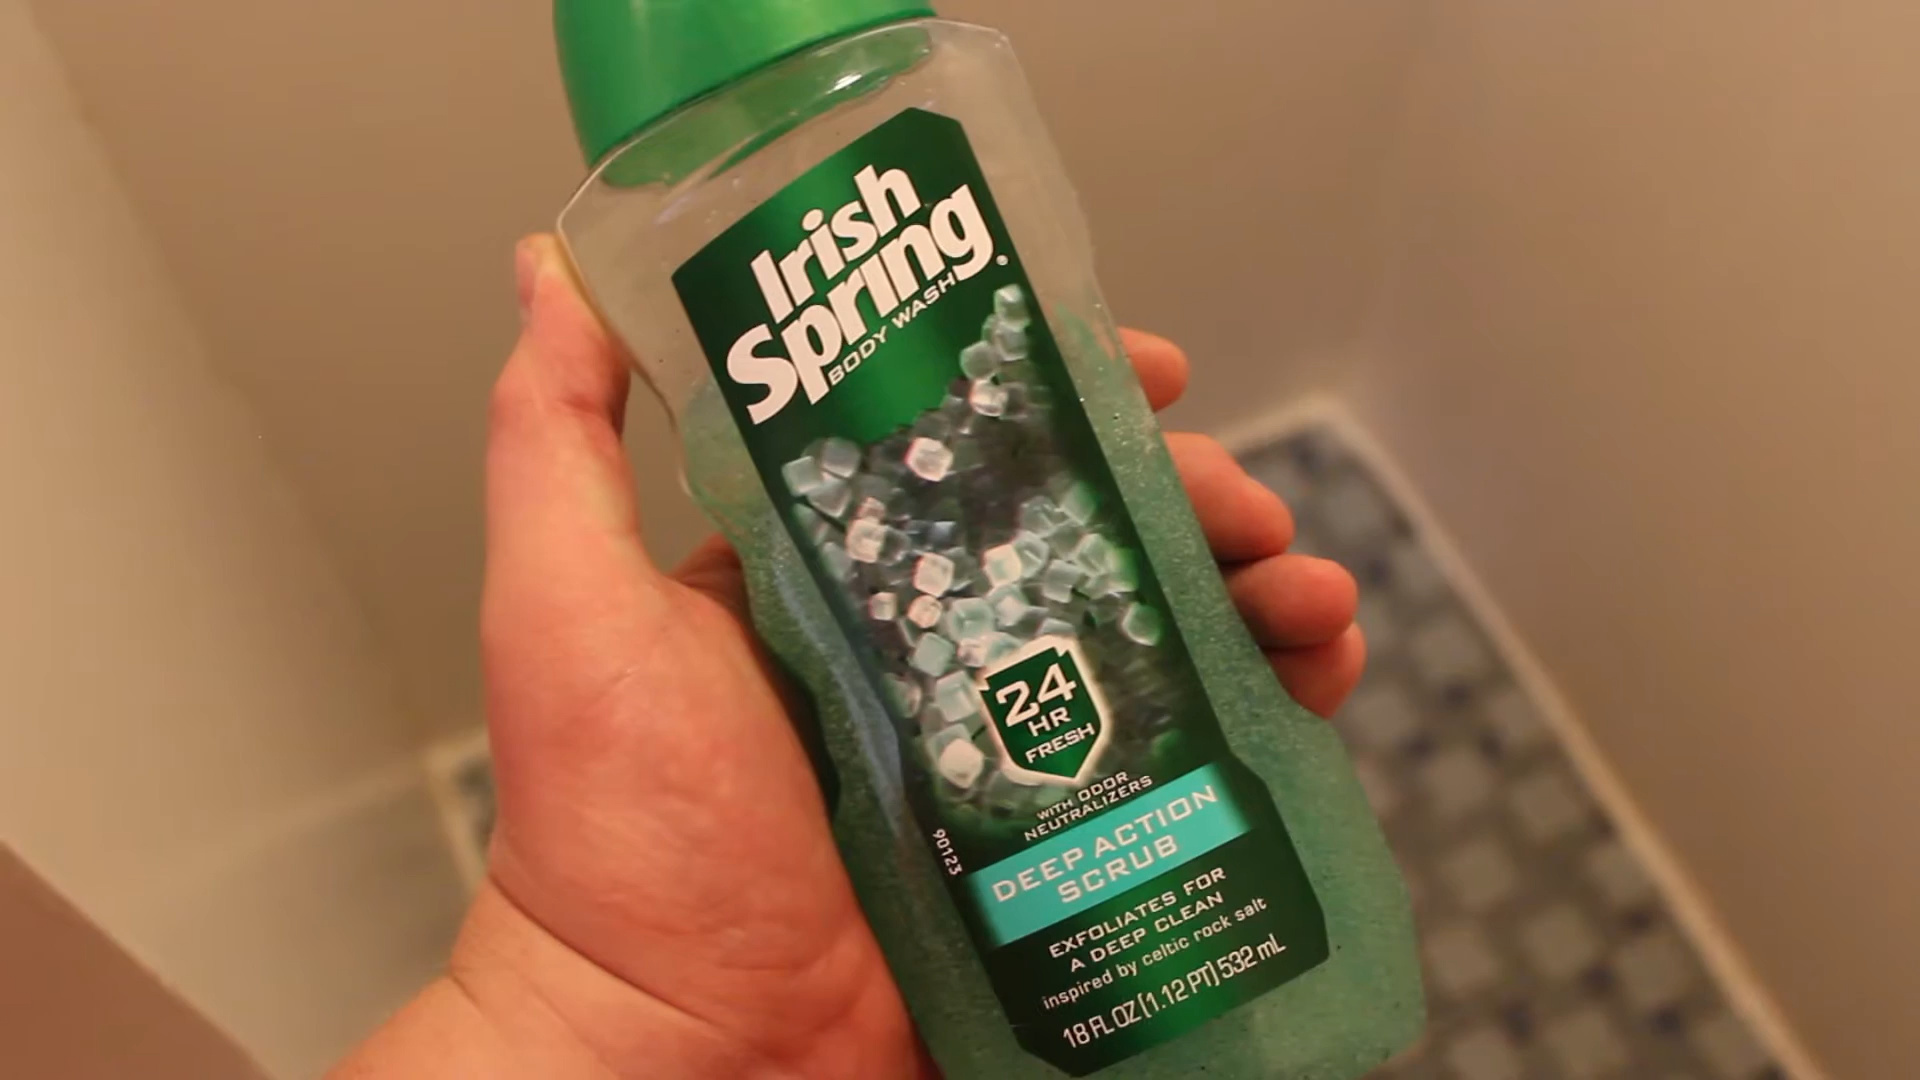 Irish
Spring®
BODY WASH
24
HR
FRESH
WITH ODOR
NEUTRALIZERS
90123
DEEP ACTION
SCRUB
EXFOLIATES FOR
A DEEP CLEAN
inspired by celtic rock salt
18 FL OZ (1.12 PT) 532 mL